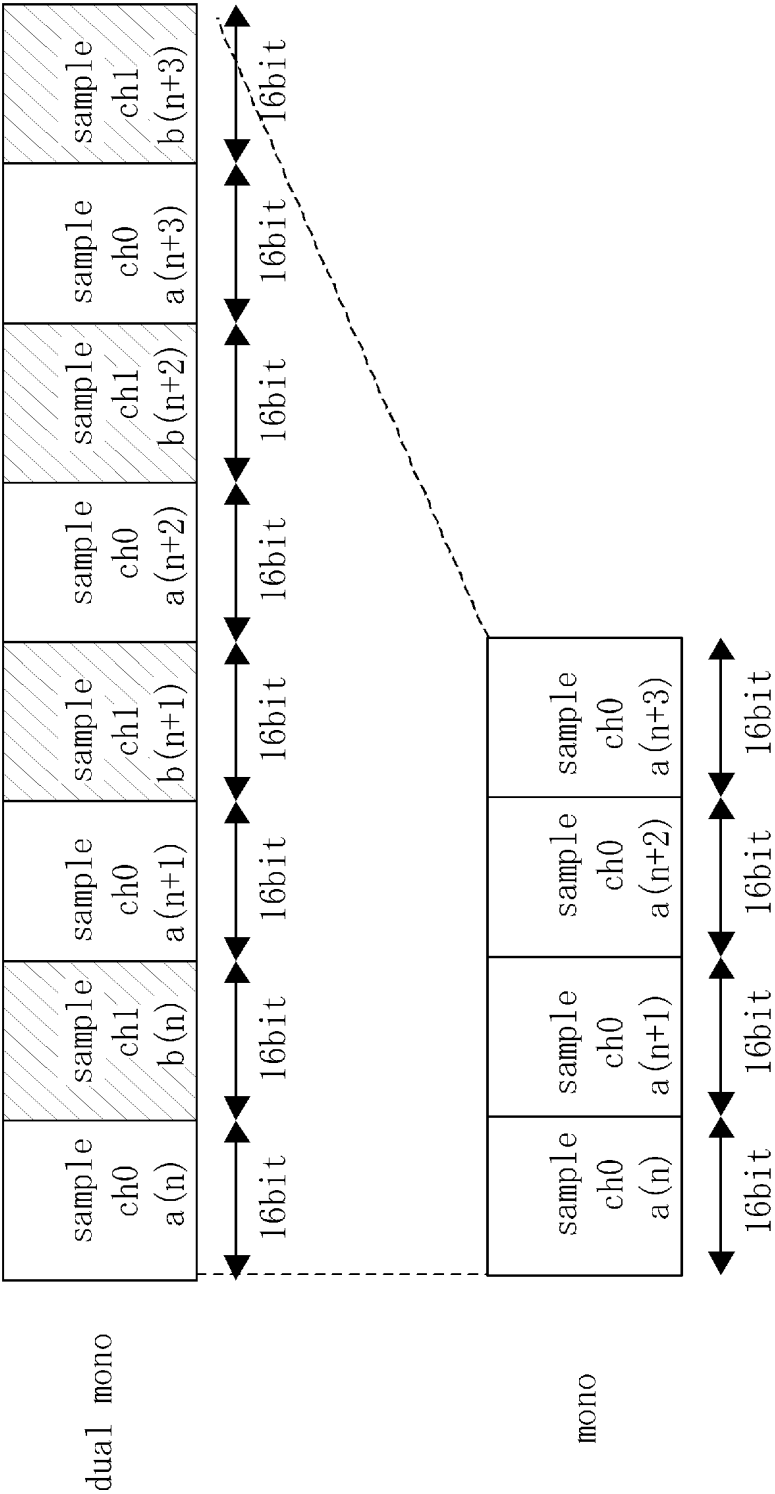 dual mono
sample
ch0
a(n)
sample
ch1
b(n)
sample
ch0
a(n+1)
sample
ch1
b(n+1)
sample
ch0
a(n+2)
sample
ch1
b(n+2)
sample
ch0
a(n+3)
sample
ch1
b(n+3)
16bit
16bit
16bit
16bit
16bit
16bit
16bit
16bit
mono
sample
ch0
a(n)
sample
ch0
a(n+1)
sample
ch0
a(n+2)
sample
ch0
a(n+3)
16bit
16bit
16bit
16bit